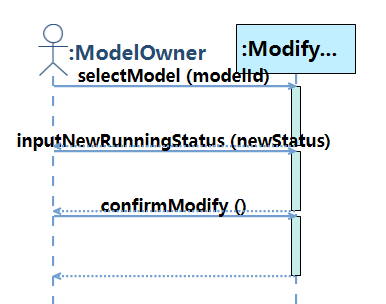 :ModelOwner
:Modify...
selectModel (modelId)
inputNewRunningStatus (newStatus)
confirmModify ()